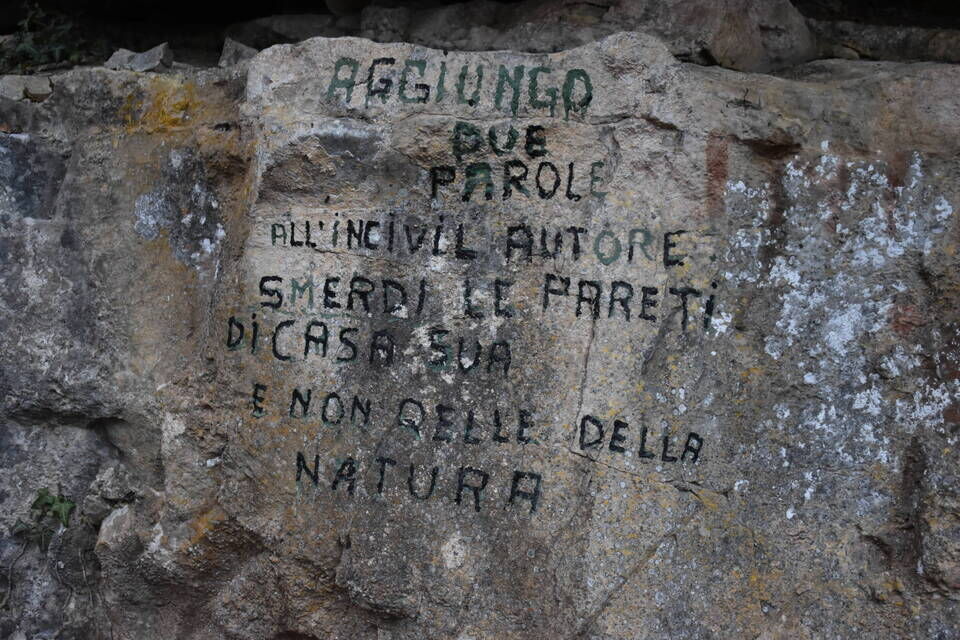 AGGIUNGO
DUE
PAROLE
ALL'INCIVIL AUTORE
SMERDI LE PARETI
DI CASA SUA
E NON QELLE DELLA
NATURA